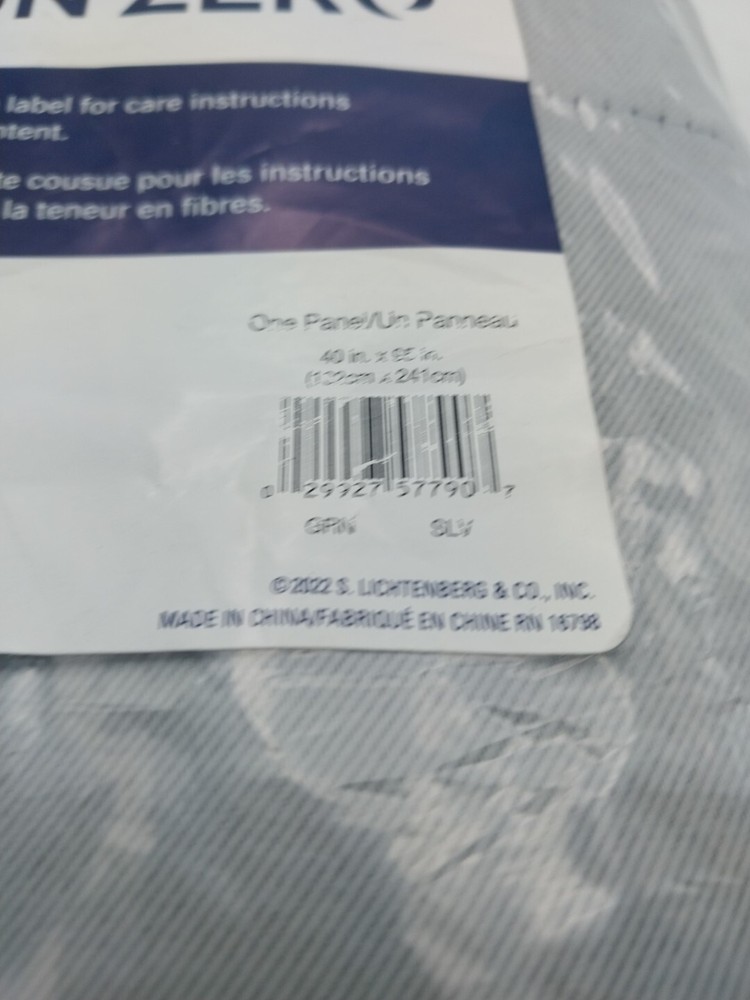 ZERO
label for care instructions
cousue pour les instructions
la teneur en fibres.
One Panel/Un Panneau
40 in. x 95 in.
241cm)
0 29927 57790 7
GRN SLV
©2022 S. LICHTENBERG & CO., INC.
MADE IN CHINA/FABRIQUÉ EN CHINE RN 16798